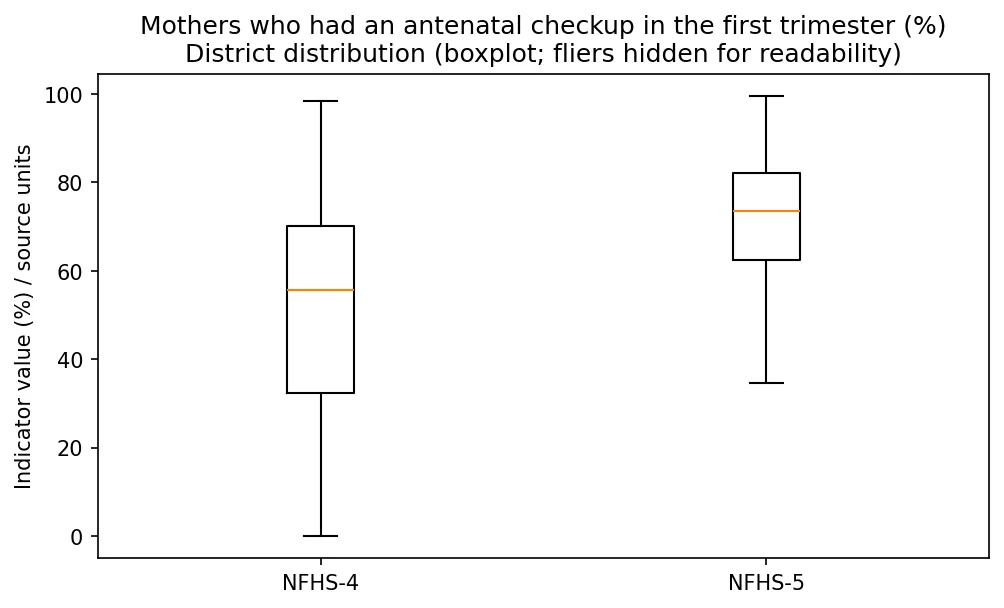 Mothers who had an antenatal checkup in the first trimester (%)
District distribution (boxplot; fliers hidden for readability)
Indicator value (%) / source units
100
80
60
40
20
0
NFHS-4
NFHS-5